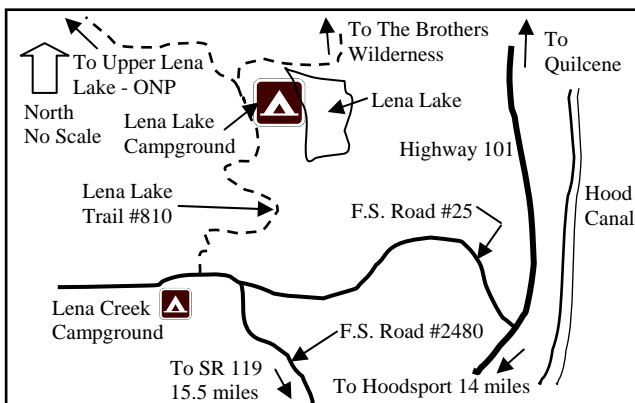 To Upper Lena
Lake - ONP
North
No Scale
To The Brothers
Wilderness
To
Quilcene
Lena Lake
Campground
Lena Lake
Highway 101
Lena Lake
Trail #810
F.S. Road #25
Hood
Canal
Lena Creek
Campground
F.S. Road #2480
To SR 119
15.5 miles
To Hoodsport 14 miles